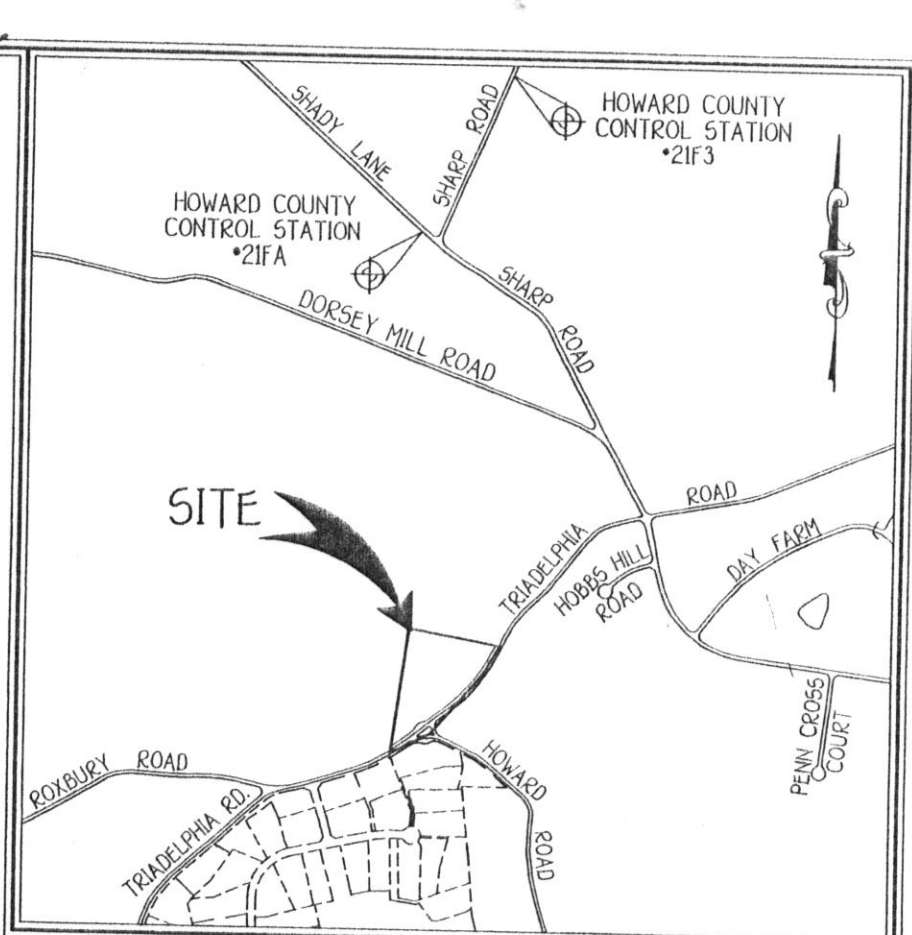 SHADY LANE
SHARP ROAD
HOWARD COUNTY
CONTROL STATION
•21F3
HOWARD COUNTY
CONTROL STATION
•21FA
SHARP
ROAD
DORSEY MILL ROAD
SITE
TRIADELPHIA
ROAD
HOBBS HILL
ROAD
DAY FARM
PENN CROSS
COURT
ROXBURY ROAD
TRIADELPHIA RD.
HOWARD
ROAD